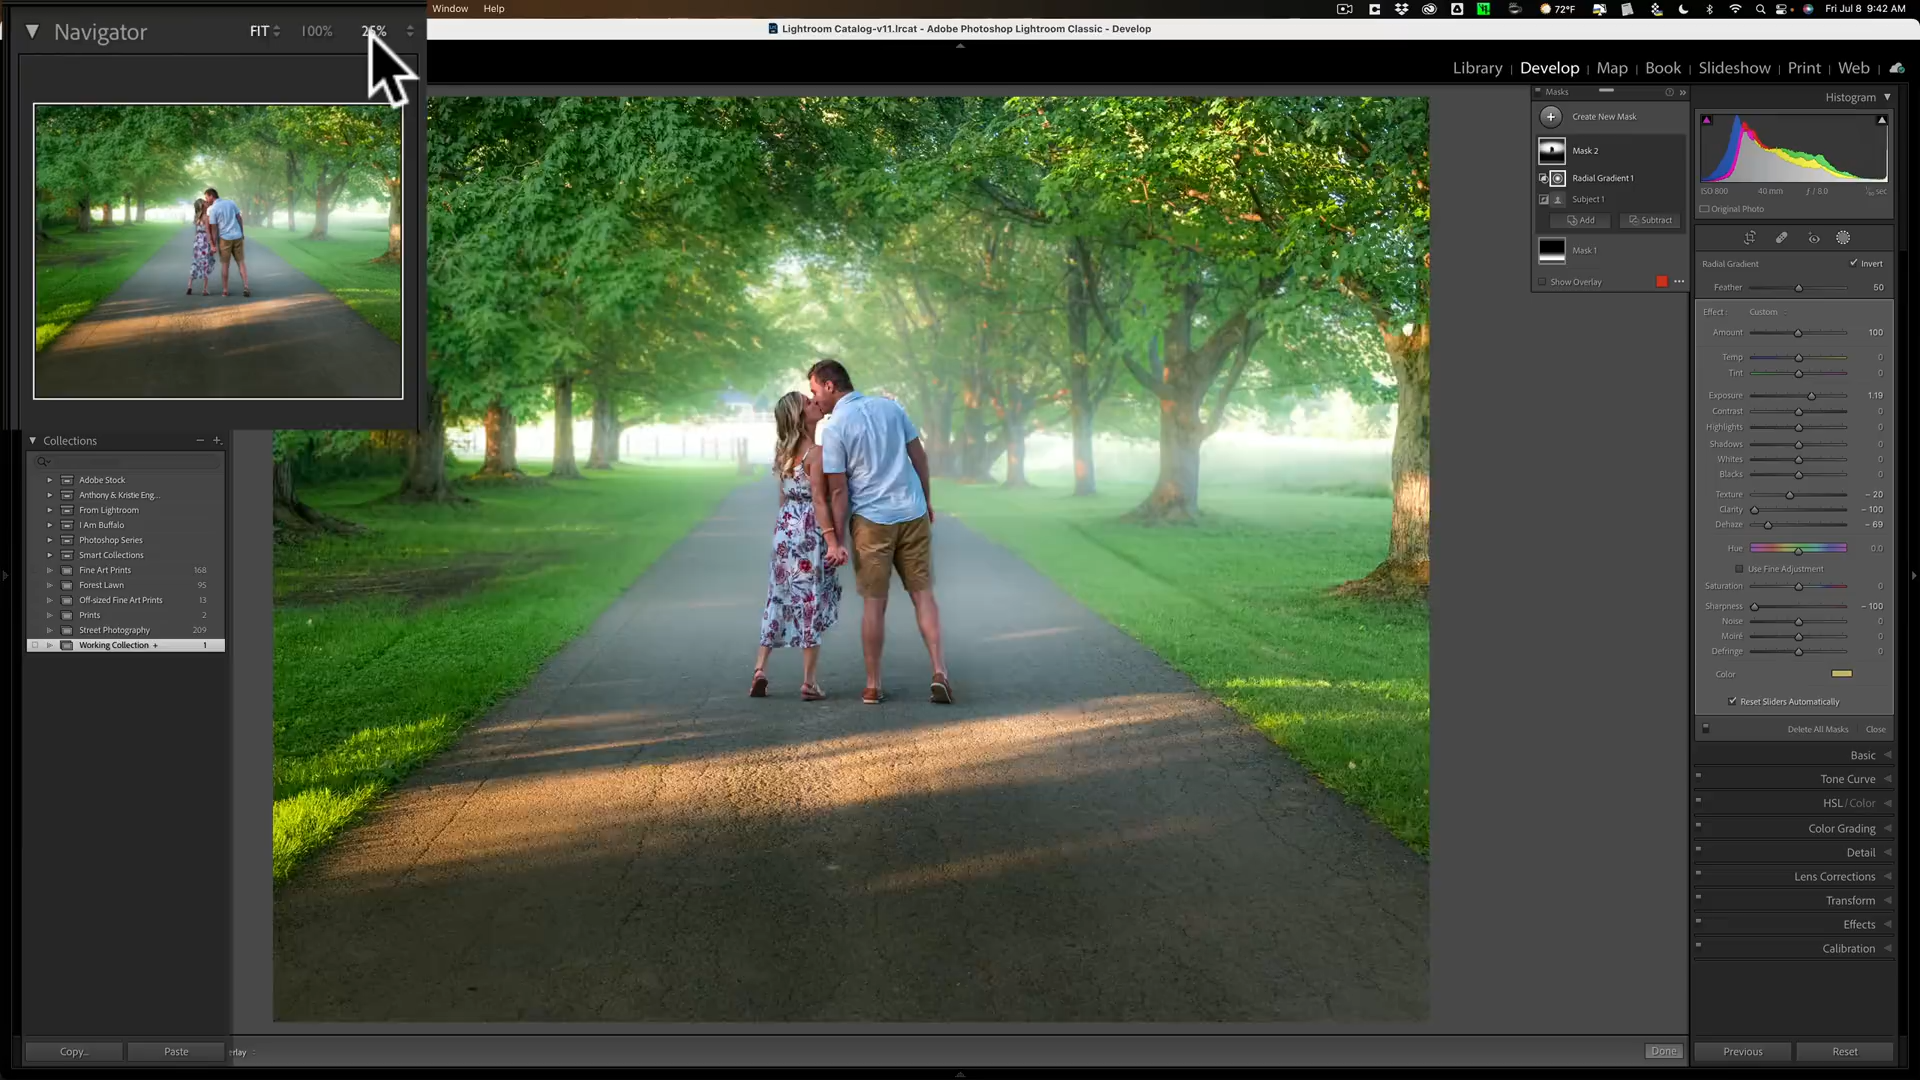 Window Help
72°F Fri Jul 8 9:42 AM
Navigator FIT 100% 25%
Lightroom Catalog-v11.lrcat - Adobe Photoshop Lightroom Classic - Develop
Library | Develop | Map | Book | Slideshow | Print | Web
Masks
Create New Mask
Mask 2
Radial Gradient 1
Subject 1
Add Subtract
Mask 1
Show Overlay
Histogram
ISO 800 40 mm ƒ / 8.0 sec
Original Photo
Radial Gradient Invert
Feather 50
Effect: Custom
Amount 100
Temp 0
Tint 0
Exposure 1.19
Contrast 0
Highlights 0
Shadows 0
Whites 0
Blacks 0
Texture – 20
Clarity – 100
Dehaze – 69
Hue 0.0
Use Fine Adjustment
Saturation 0
Sharpness – 100
Noise 0
Moiré 0
Defringe 0
Color
Reset Sliders Automatically
Delete All Masks Close
Basic
Tone Curve
HSL / Color
Color Grading
Detail
Lens Corrections
Transform
Effects
Calibration
Previous Reset
Collections
Adobe Stock
Anthony & Kristie Eng...
From Lightroom
I Am Buffalo
Photoshop Series
Smart Collections
Fine Art Prints 168
Forest Lawn 95
Off-sized Fine Art Prints 13
Prints 2
Street Photography 209
Working Collection + 1
Copy... Paste
rlay :
Done